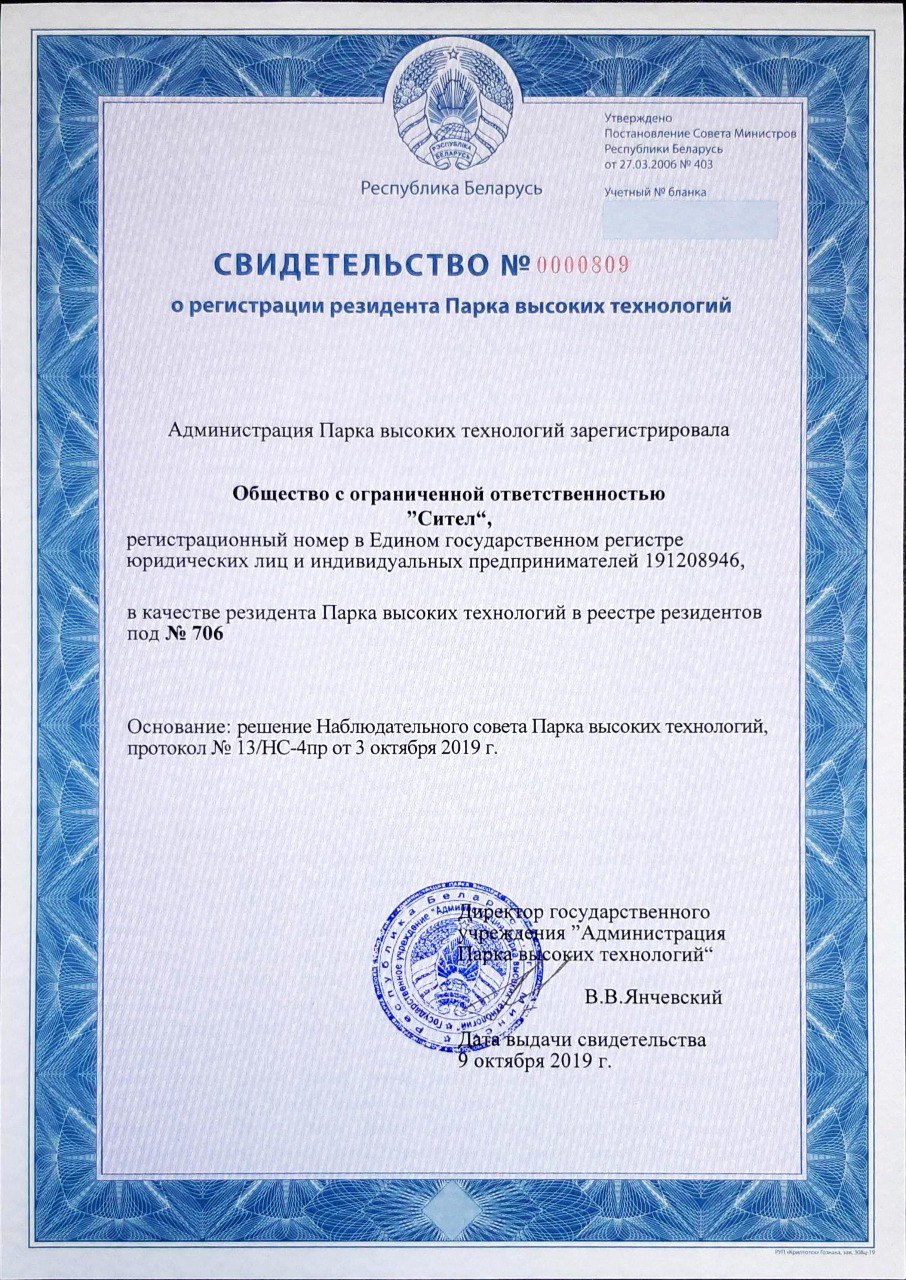 РЭСПУБЛІКА
БЕЛАРУСЬ
Республика Беларусь
Утверждено
Постановление Совета Министров
Республики Беларусь
от 27.03.2006 № 403
Учетный № бланка
СВИДЕТЕЛЬСТВО № 0000809
о регистрации резидента Парка высоких технологий
Администрация Парка высоких технологий зарегистрировала
Общество с ограниченной ответственностью
”Сител“,
регистрационный номер в Едином государственном регистре
юридических лиц и индивидуальных предпринимателей 191208946,
в качестве резидента Парка высоких технологий в реестре резидентов
под № 706
Основание: решение Наблюдательного совета Парка высоких технологий,
протокол № 13/НС-4пр от 3 октября 2019 г.
Республика Беларусь
Государственное учреждение
Директор государственного
учреждения ”Администрация
Парка высоких технологий“
В.В.Янчевский
Дата выдачи свидетельства
9 октября 2019 г.
РУП «Криптотех» Гознака, зак. 308ц-19